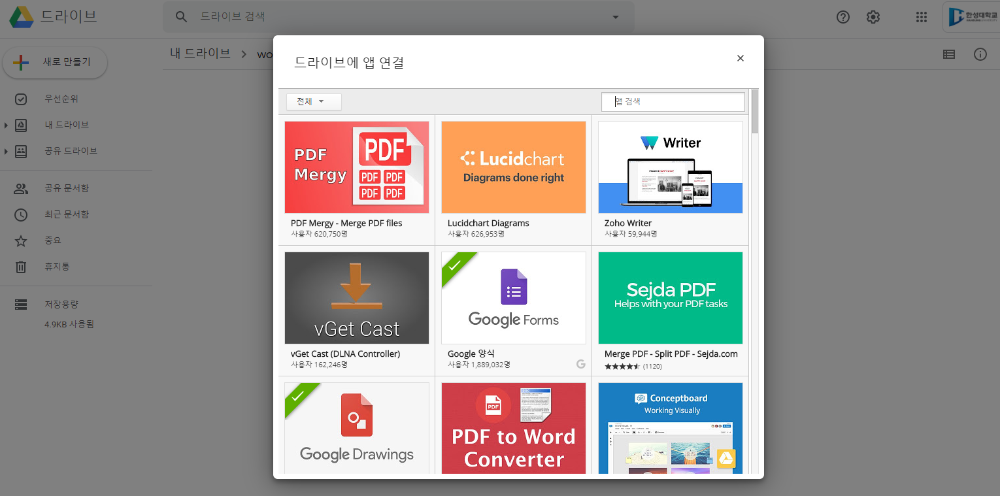 드라이브
드라이브 검색
한성대학교
새로 만들기
우선순위
내 드라이브
공유 드라이브
공유 문서함
최근 문서함
중요
휴지통
저장용량
4.9KB 사용됨
내 드라이브 > wo
드라이브에 앱 연결
전체
앱 검색
PDF
Mergy
PDF
PDF PDF
PDF PDF
PDF Mergy - Merge PDF files
사용자 620,750명
Lucidchart
Diagrams done right
Lucidchart Diagrams
사용자 626,953명
Writer
PROJECT HAPPY SHOP
Zoho Writer
사용자 59,944명
vGet Cast
vGet Cast (DLNA Controller)
사용자 162,246명
Google Forms
Google 양식
사용자 1,889,032명
G
Sejda PDF
Helps with your PDF tasks
Merge PDF - Split PDF - Sejda.com
(1120)
Google Drawings
PDF
DOC
PDF to Word
Converter
Conceptboard
Working Visually